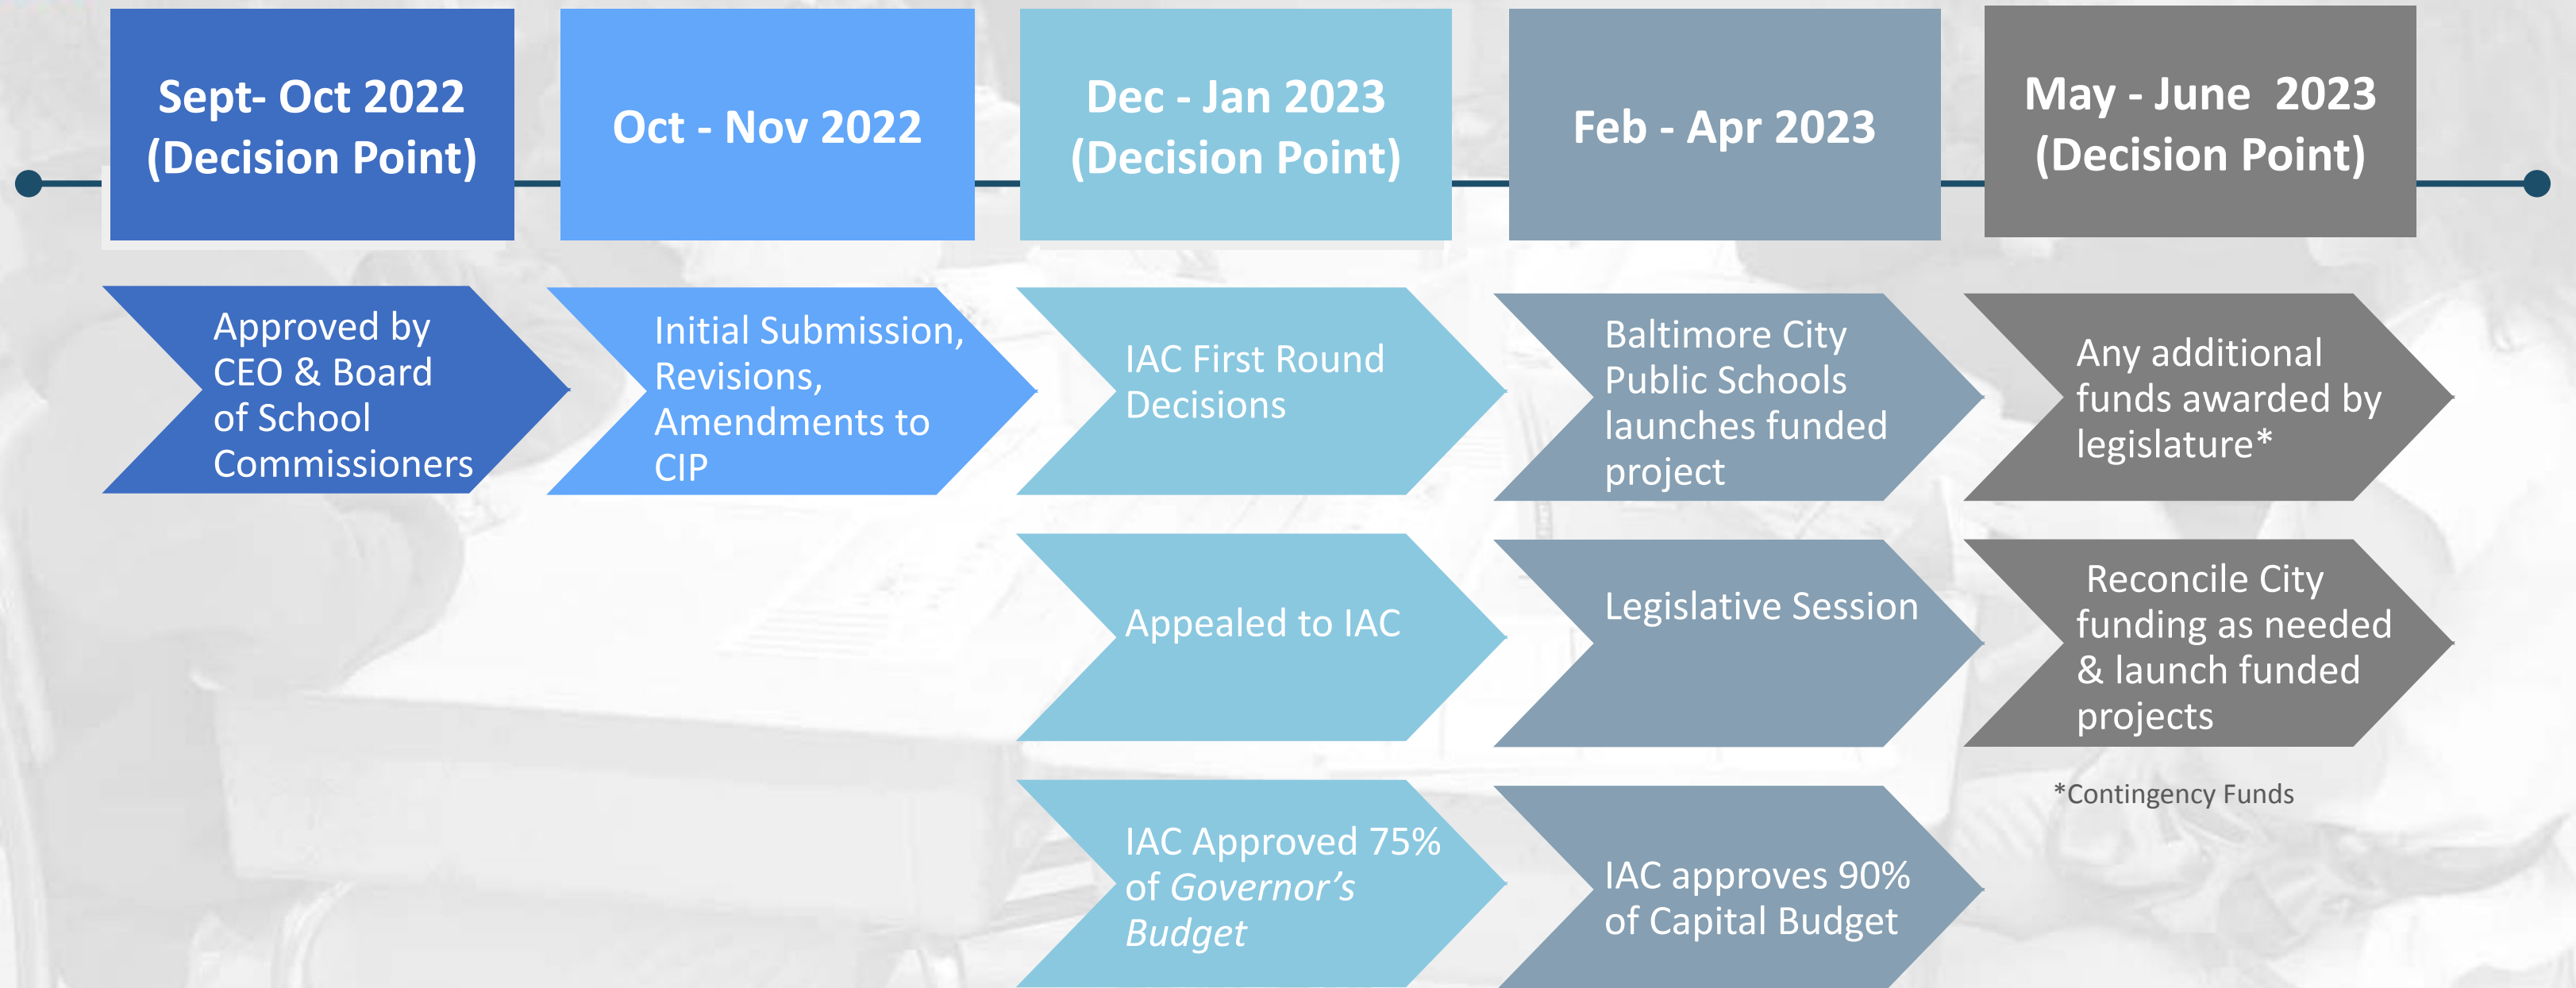 Sept- Oct 2022
(Decision Point)
Oct - Nov 2022
Dec - Jan 2023
(Decision Point)
Feb - Apr 2023
May - June  2023
(Decision Point)
Approved by
CEO & Board
of School
Commissioners
Initial Submission,
Revisions,
Amendments to
CIP
IAC First Round
Decisions
Baltimore City
Public Schools
launches funded
project
Any additional
funds awarded by
legislature*
Appealed to IAC
Legislative Session
Reconcile City
funding as needed
& launch funded
projects
*Contingency Funds
IAC Approved 75%
of Governor’s
Budget
IAC approves 90%
of Capital Budget